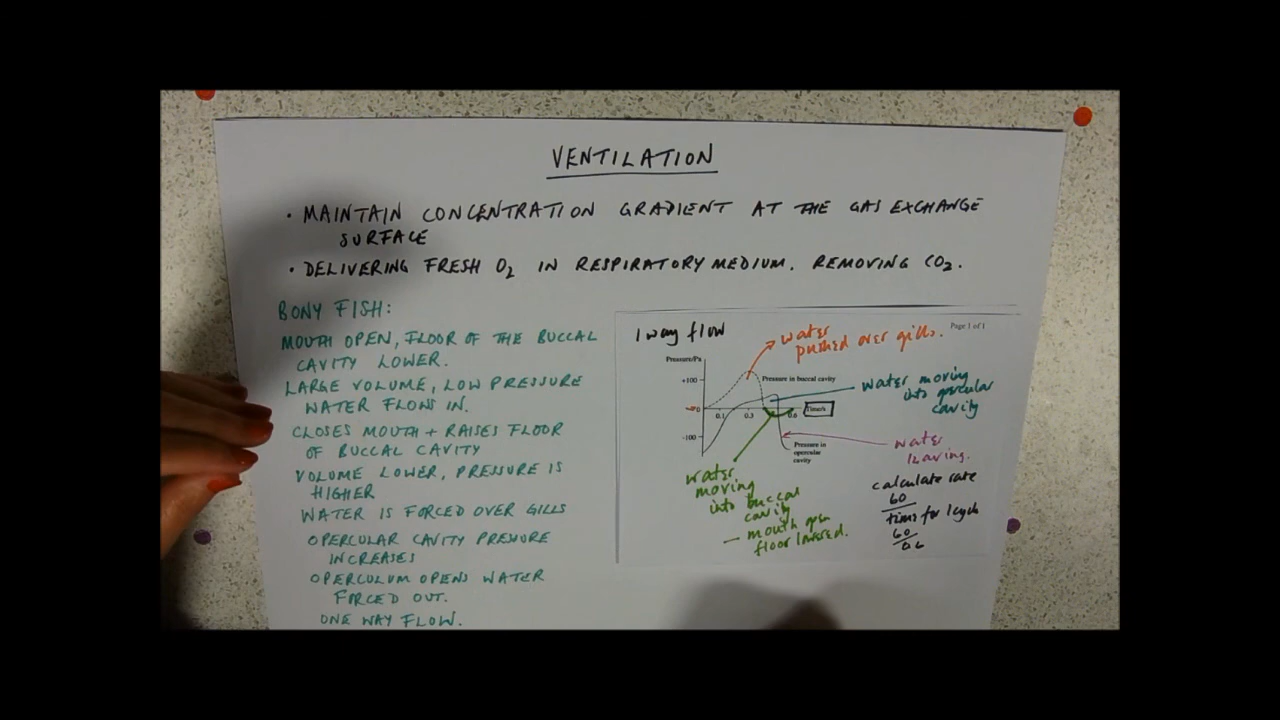 VENTILATION
• MAINTAIN CONCENTRATION GRADIENT AT THE GAS EXCHANGE
SURFACE
• DELIVERING FRESH O2 IN RESPIRATORY MEDIUM. REMOVING CO2.
BONY FISH:
MOUTH OPEN, FLOOR OF THE BUCCAL
CAVITY LOWER.
LARGE VOLUME, LOW PRESSURE
WATER FLOWS IN.
CLOSES MOUTH + RAISES FLOOR
OF BUCCAL CAVITY
VOLUME LOWER, PRESSURE IS
HIGHER
WATER IS FORCED OVER GILLS
OPERCULAR CAVITY PRESSURE
INCREASES
OPERCULUM OPENS WATER
FORCED OUT.
ONE WAY FLOW.
1 way flow
Page 1 of 1
water
pushed over gills.
Pressure/Pa
+100
0
-100
0.1
0.3
0.6
Time/s
Pressure in buccal cavity
Pressure in
opercular
cavity
water moving
into opercular
cavity
water
leaving.
water
moving
into buccal
cavity
– mouth open
floor lowered.
calculate rate
60
time for 1 cycle
60
0.6